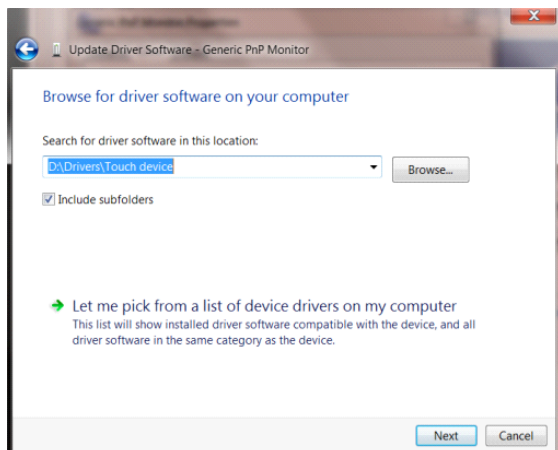 Update Driver Software - Generic PnP Monitor
Browse for driver software on your computer
Search for driver software in this location:
D:\Drivers\Touch device
Browse...
Include subfolders
Let me pick from a list of device drivers on my computer
This list will show installed driver software compatible with the device, and all
driver software in the same category as the device.
Next
Cancel